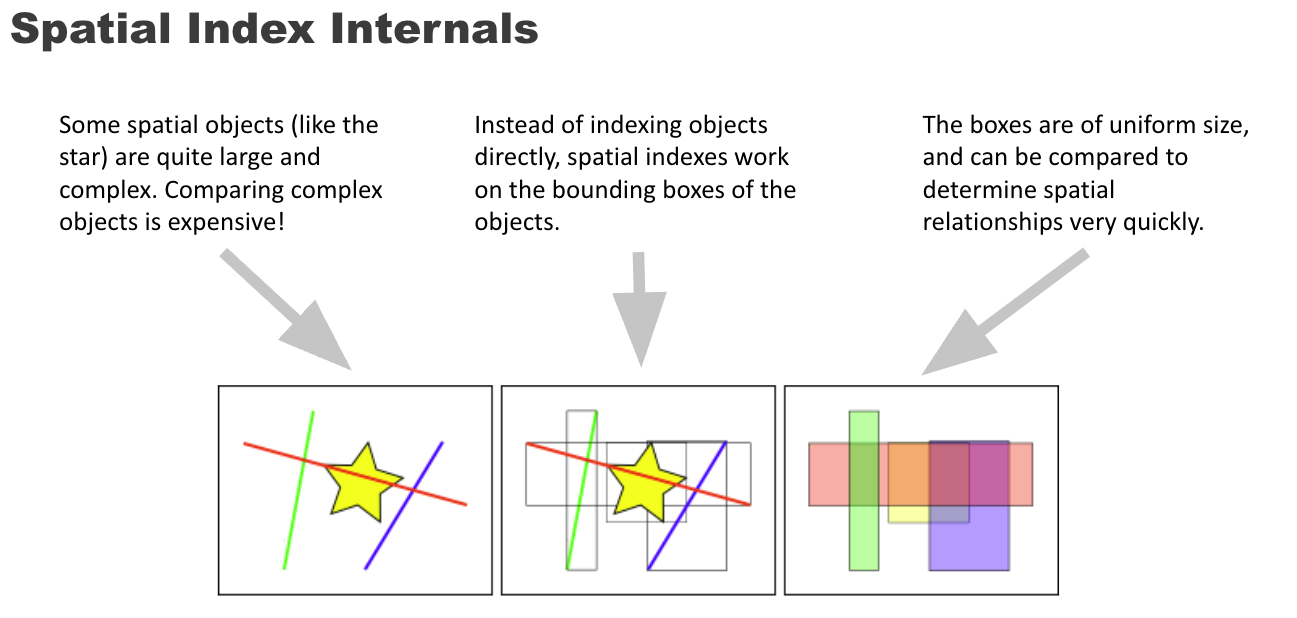 Spatial Index Internals
Some spatial objects (like the
star) are quite large and
complex. Comparing complex
objects is expensive!
Instead of indexing objects
directly, spatial indexes work
on the bounding boxes of the
objects.
The boxes are of uniform size,
and can be compared to
determine spatial
relationships very quickly.